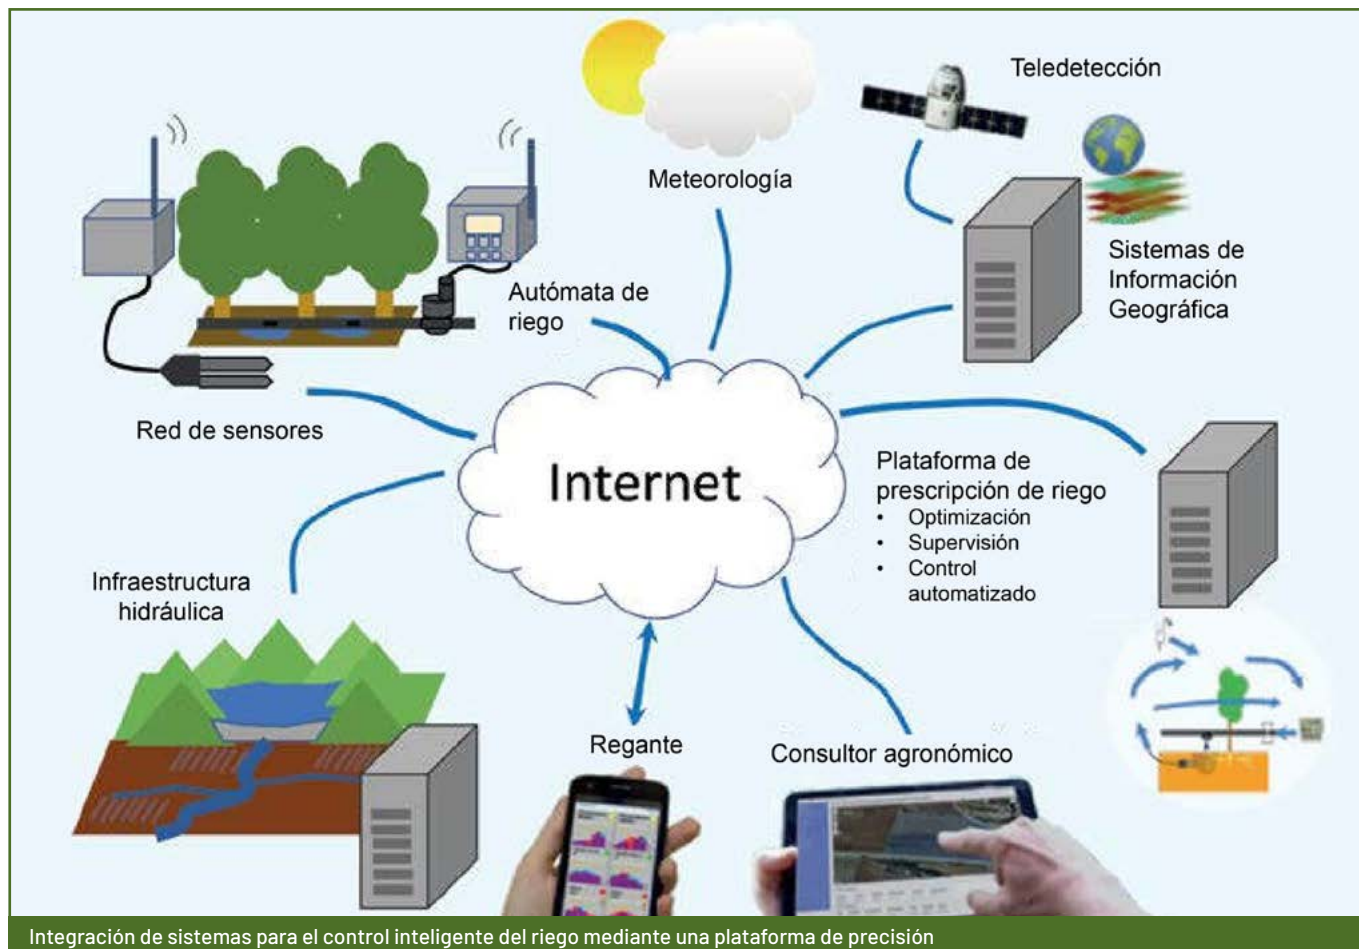 Teledetección
Meteorología
Sistemas de
Información
Geográfica
Autómata de
riego
Red de sensores
Internet
Plataforma de
prescripción de riego
• Optimización
• Supervisión
• Control
automatizado
Infraestructura
hidráulica
Regante
Consultor agronómico
Integración de sistemas para el control inteligente del riego mediante una plataforma de precisión